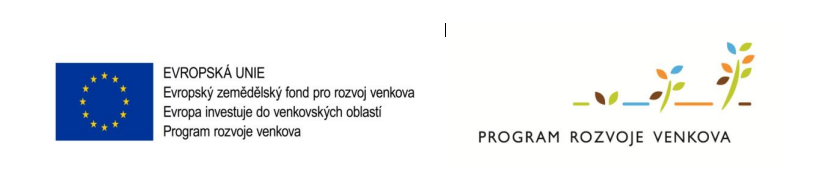 EVROPSKÁ UNIE
Evropský zemědělský fond pro rozvoj venkova
Evropa investuje do venkovských oblastí
Program rozvoje venkova
PROGRAM ROZVOJE VENKOVA